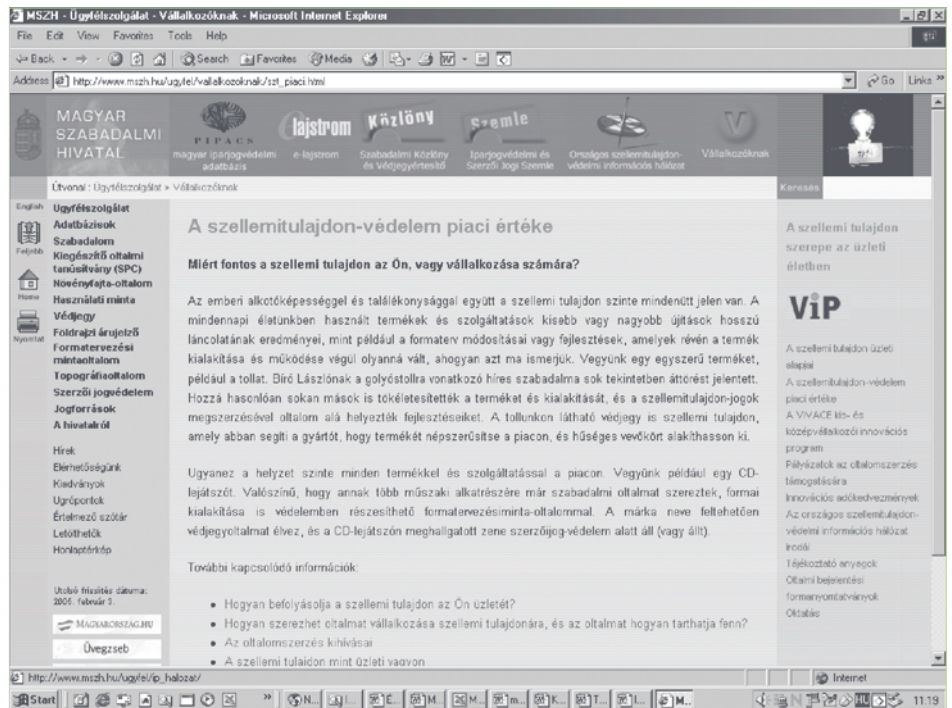 MSZH - Ügyfélszolgálat - Vállalkozóknak - Microsoft Internet Explorer
File Edit View Favorites Tools Help
Back Search Favorites Media
Address http://www.mszh.hu/ugyfel/vallalkozoknak/szt_piaci.html Go Links »
MAGYAR
SZABADALMI
HIVATAL
PIPACS
magyar iparjogvédelmi
adatbázis
elajstrom
e-lajstrom
Közlöny
Szabadalmi Közlöny
és Védjegyértesítő
Szemle
Iparjogvédelmi és
Szerzői Jogi Szemle
Országos szellemitulajdon-
védelmi információs hálózat
V
Vállalkozóknak
Útvonal : Ügyfélszolgálat » Vállalkozóknak
Keresés
English
Feljebb
Home
Nyomtat
Ügyfélszolgálat
Adatbázisok
Szabadalom
Kiegészítő oltalmi
tanúsítvány (SPC)
Növényfajta-oltalom
Használati minta
Védjegy
Földrajzi árujelző
Formatervezési
mintaoltalom
Topográfiaoltalom
Szerzői jogvédelem
Jogforrások
A hivatalról
Hírek
Elérhetőségünk
Kiadványok
Ugrópontok
Értelmező szótár
Letölthetők
Honlaptérkép
Utolsó frissítés dátuma:
február 3.
MAGYARORSZÁG.HU
Üvegzseb
A szellemitulajdon-védelem piaci értéke
Miért fontos a szellemi tulajdon az Ön, vagy vállalkozása számára?
Az emberi alkotóképességgel és találékonysággal együtt a szellemi tulajdon szinte mindenütt jelen van. A
mindennapi életünkben használt termékek és szolgáltatások kisebb vagy nagyobb újítások hosszú
láncolatának eredményei, mint például a formaterv módosításai vagy fejlesztések, amelyek révén a termék
kialakítása és működése végül olyanná vált, ahogyan azt ma ismerjük. Vegyünk egy egyszerű terméket,
például a tollat. Bíró Lászlónak a golyóstollra vonatkozó híres szabadalma sok tekintetben áttörést jelentett.
Hozzá hasonlóan sokan mások is tökéletesítették a terméket és kialakítását, és a szellemitulajdon-jogok
megszerzésével oltalom alá helyezték fejlesztéseiket. A tollunkon látható védjegy is szellemi tulajdon,
amely abban segíti a gyártót, hogy termékét népszerűsítse a piacon, és hűséges vevőkört alakíthasson ki.
Ugyanez a helyzet szinte minden termékkel és szolgáltatással a piacon. Vegyünk például egy CD-
lejátszót. Valószínű, hogy annak több műszaki alkatrészére már szabadalmi oltalmat szereztek, formai
kialakítása is védelemben részesíthető formatervezésiminta-oltalommal. A márka neve feltehetően
védjegyoltalmat élvez, és a CD-lejátszón meghallgatott zene szerzőijog-védelem alatt áll (vagy állt).
További kapcsolódó információk:
• Hogyan befolyásolja a szellemi tulajdon az Ön üzletét?
• Hogyan szerezhet oltalmat vállalkozása szellemi tulajdonára, és az oltalmat hogyan tarthatja fenn?
• Az oltalomszerzés kihívásai
• A szellemi tulajdon mint üzleti vagyon
A szellemi tulajdon
szerepe az üzleti
életben
ViP
A szellemi tulajdon üzleti
alapjai
A szellemitulajdon-védelem
piaci értéke
A VIVACE kis- és
középvállalkozói innovációs
program
Pályázatok az oltalomszerzés
támogatására
Innovációs adókedvezmények
Az országos szellemitulajdon-
védelmi információs hálózat
irodái
Tájékoztató anyagok
Oltalmi bejelentési
formanyomtatványok
Oktatás
http://www.mszh.hu/ugyfel/ip_halozat/ Internet
Start » N... E... M... M... m... K... T... M... HU 11:19